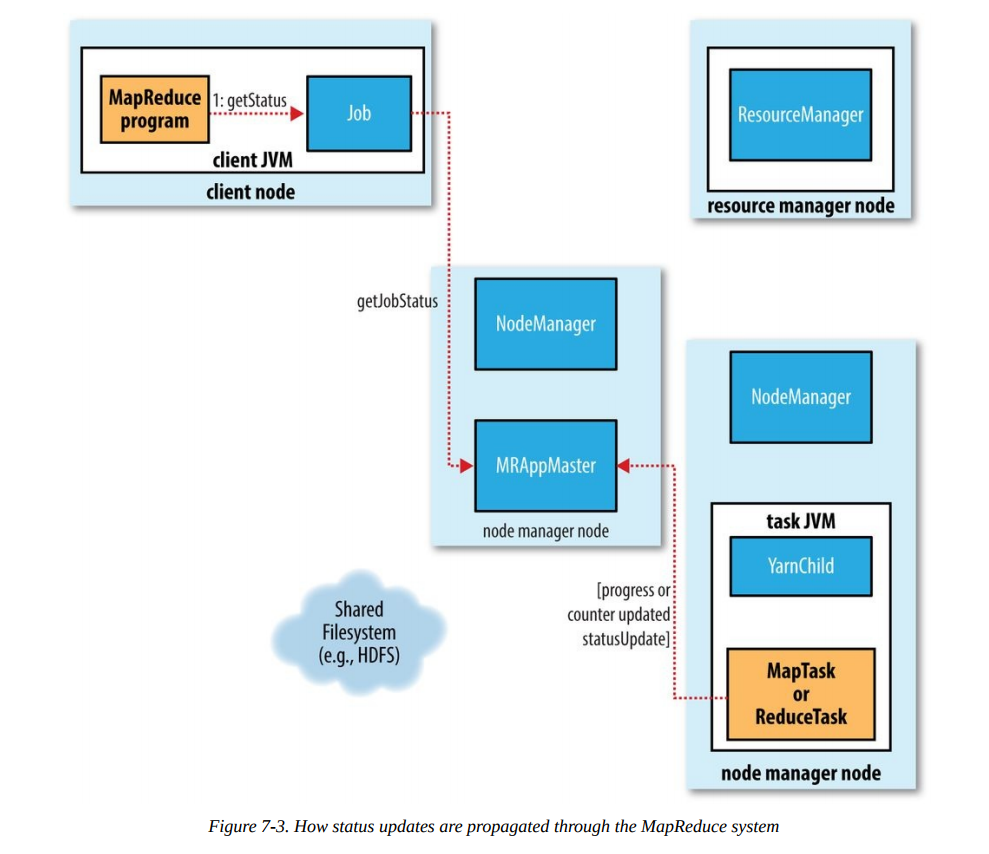 MapReduce
program
1: getStatus
Job
client JVM
client node
ResourceManager
resource manager node
getJobStatus
NodeManager
MRAppMaster
node manager node
NodeManager
task JVM
YarnChild
MapTask
or
ReduceTask
node manager node
[progress or
counter updated
statusUpdate]
Shared
Filesystem
(e.g., HDFS)
Figure 7-3. How status updates are propagated through the MapReduce system